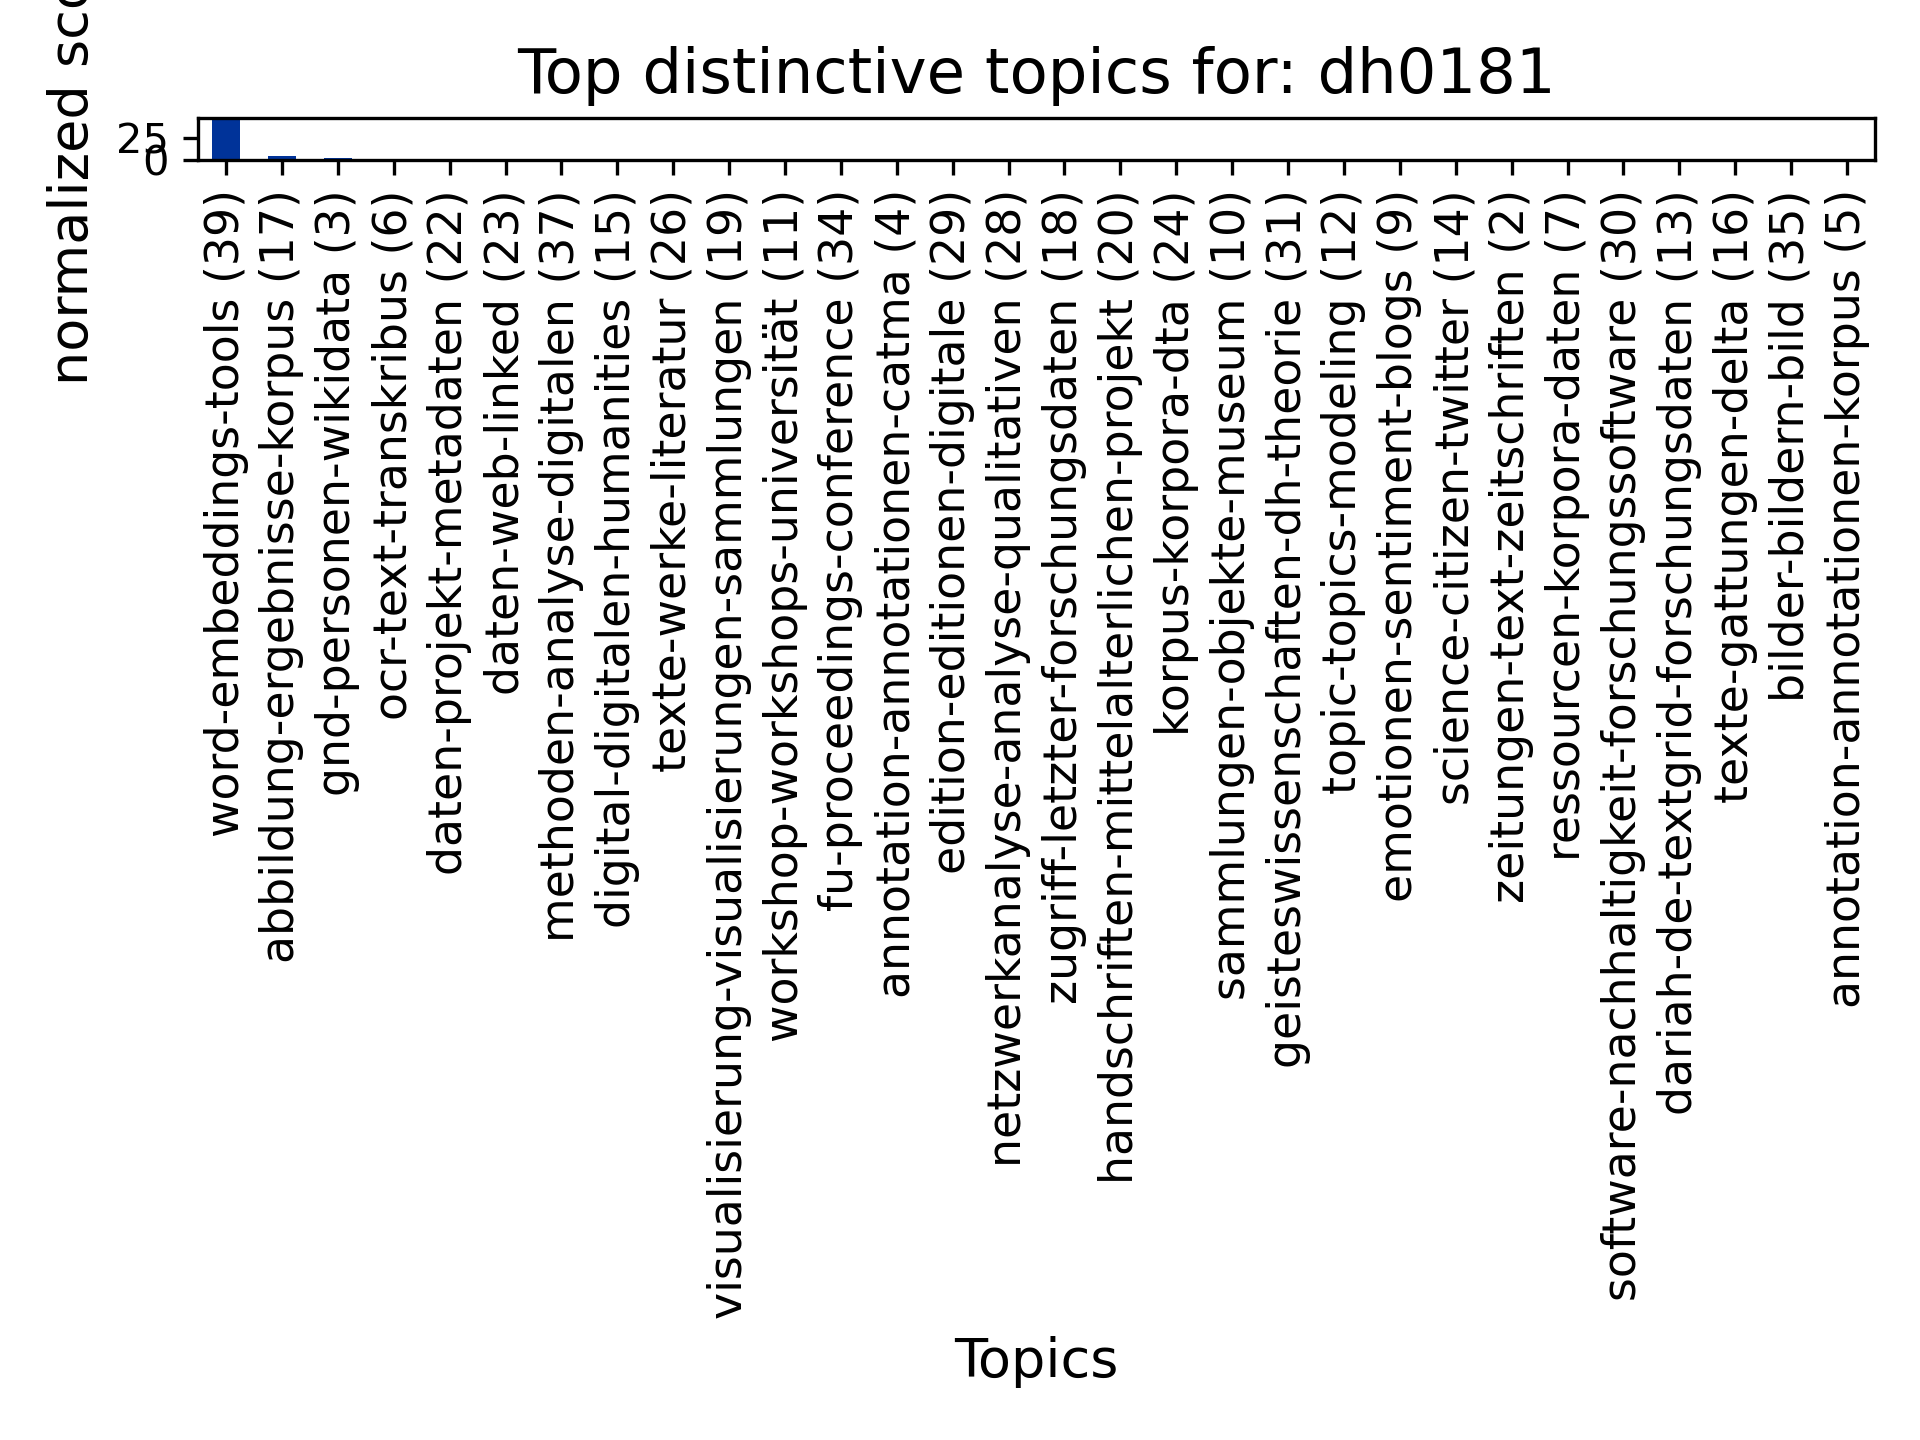 Top distinctive topics for: dh0181
normalized sco
25
0
word-embeddings-tools (39)
abbildung-ergebnisse-korpus (17)
gnd-personen-wikidata (3)
ocr-text-transkribus (6)
daten-projekt-metadaten (22)
daten-web-linked (23)
methoden-analyse-digitalen (37)
digital-digitalen-humanities (15)
texte-werke-literatur (26)
visualisierung-visualisierungen-sammlungen (19)
workshop-workshops-universität (11)
fu-proceedings-conference (34)
annotation-annotationen-catma (4)
edition-editionen-digitale (29)
netzwerkanalyse-analyse-qualitativen (28)
zugriff-letzter-forschungsdaten (18)
handschriften-mittelalterlichen-projekt (20)
korpus-korpora-dta (24)
sammlungen-objekte-museum (10)
geisteswissenschaften-dh-theorie (31)
topic-topics-modeling (12)
emotionen-sentiment-blogs (9)
science-citizen-twitter (14)
zeitungen-text-zeitschriften (2)
ressourcen-korpora-daten (7)
software-nachhaltigkeit-forschungssoftware (30)
dariah-de-textgrid-forschungsdaten (13)
texte-gattungen-delta (16)
bilder-bildern-bild (35)
annotation-annotationen-korpus (5)
Topics